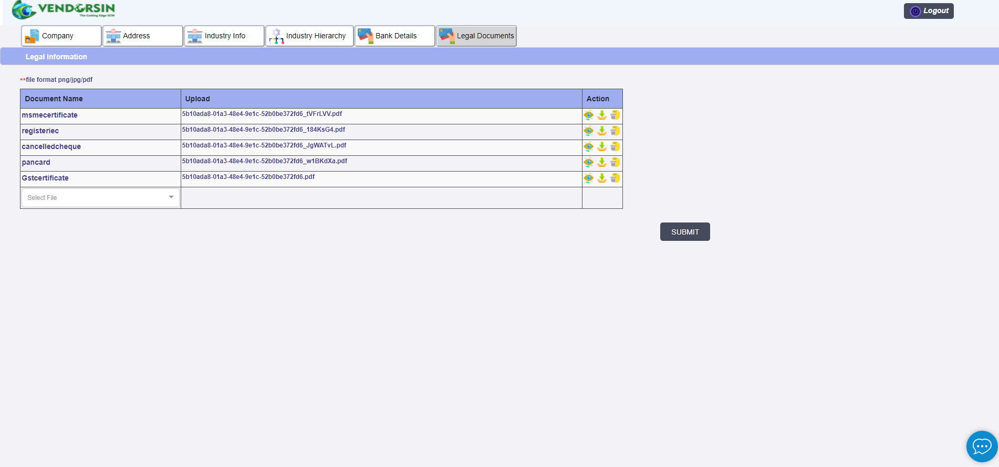 VENDORSIN
The Cutting Edge SCM
Logout
Company
Address
Industry Info
Industry Hierarchy
Bank Details
Legal Documents
Legal Information
**file format png/jpg/pdf
Document Name Upload Action
msmecertificate 5b10ada8-01a3-48e4-9e1c-52b0be372fd6_tVFrLVV.pdf
registeriec 5b10ada8-01a3-48e4-9e1c-52b0be372fd6_184KsG4.pdf
cancelledcheque 5b10ada8-01a3-48e4-9e1c-52b0be372fd6_JgWATvL.pdf
pancard 5b10ada8-01a3-48e4-9e1c-52b0be372fd6_w1BKdXa.pdf
Gstcertificate 5b10ada8-01a3-48e4-9e1c-52b0be372fd6.pdf
Select File
SUBMIT